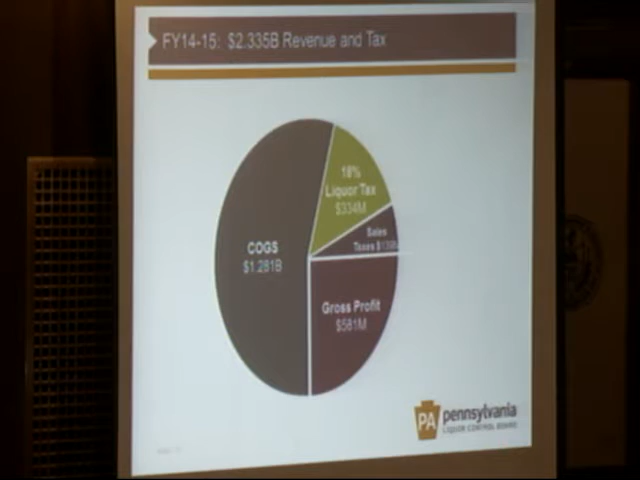 FY14-15: $2.335B Revenue and Tax
18%
Liquor Tax
$334M
Sales
Taxes
COGS
$1.281B
Gross Profit
$581M
PA pennsylvania
LIQUOR CONTROL BOARD